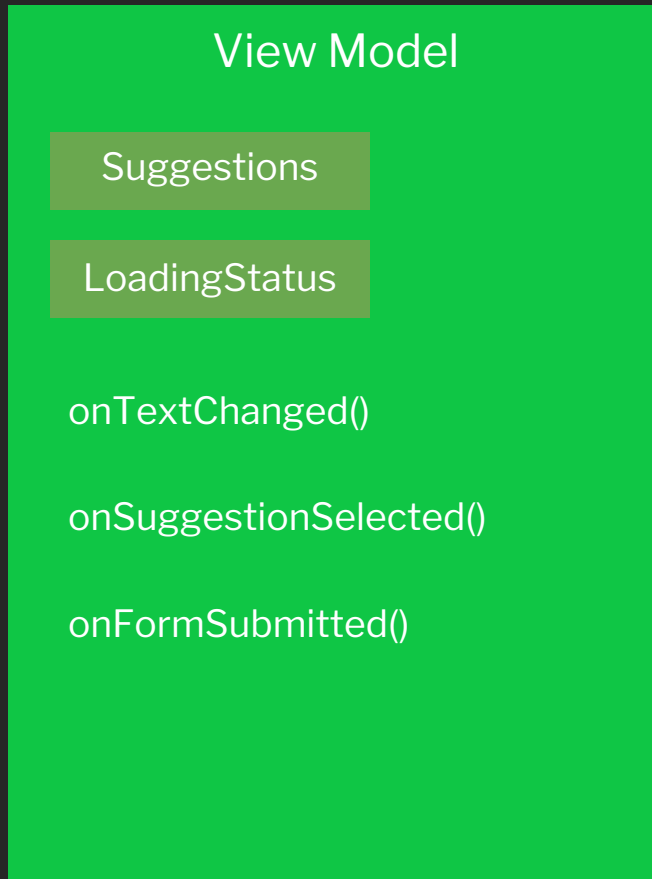 View Model
Suggestions
LoadingStatus
onTextChanged()
onSuggestionSelected()
onFormSubmitted()